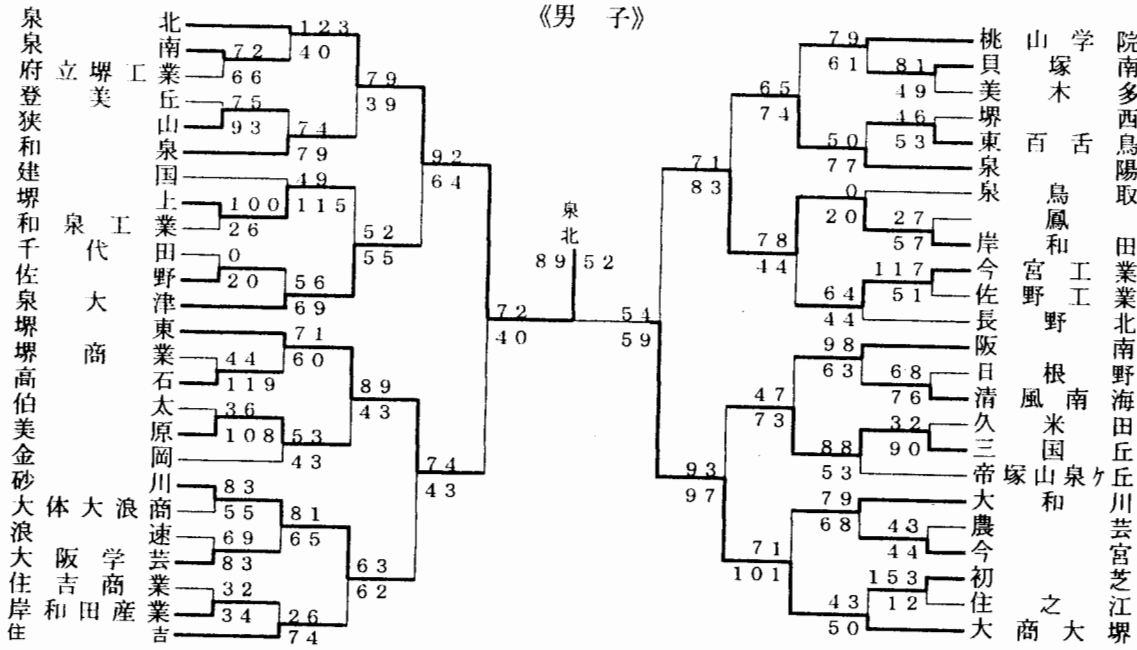 《男　子》
泉北
泉南
府立堺工業
登美丘
狭山
和泉
建国
堺上
和泉工業
千代田
佐野
泉大津
堺東
堺商業
高石
伯太
美原
金岡
砂川
大体大浪商
浪速
大阪学芸
住吉商業
岸和田産業
住吉
123
40
72
66
79
39
75
93
74
79
92
64
49
115
100
26
52
55
0
20
56
69
72
40
71
60
44
119
89
43
36
108
53
43
74
43
83
55
81
65
69
83
63
62
32
34
26
74
泉北
89 52
桃山学院
貝塚南
美木多
堺西
東百舌鳥
泉陽
泉鳥取
鳳
岸和田
今宮工業
佐野工業
長野北
阪南
日根野
清風南海
久米田
三国丘
帝塚山泉ヶ丘
大和川
農芸
今宮
初芝
住之江
大商大堺
79
61
81
49
65
74
46
53
50
77
71
83
0
20
27
57
78
44
117
51
64
44
54
59
98
63
68
76
47
73
32
90
88
53
93
97
79
68
43
44
71
101
153
12
43
50